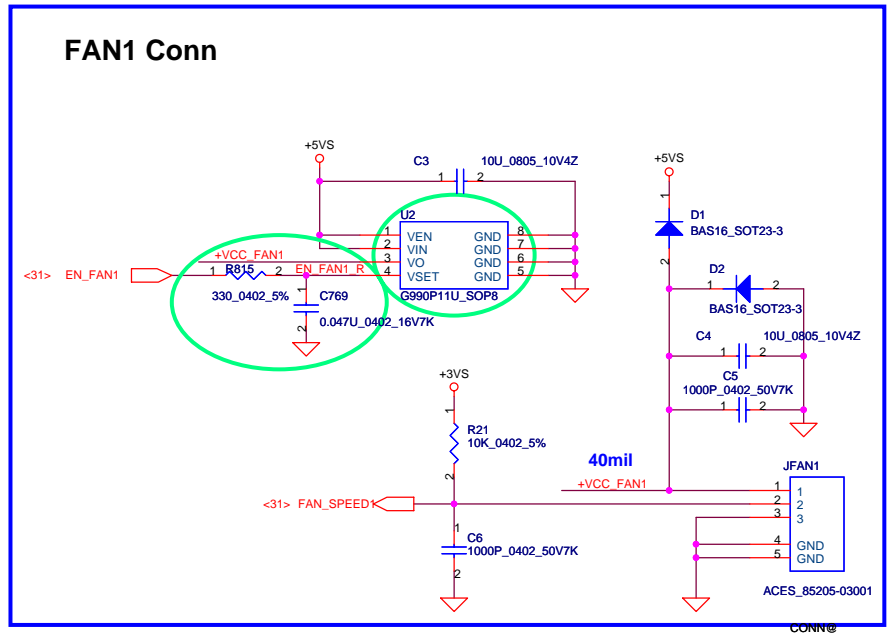 FAN1 Conn
+5VS
C3
10U_0805_10V4Z
1 2
+5VS
1
D1
BAS16_SOT23-3
2
U2
1 VEN GND 8
2 VIN GND 7
3 VO GND 6
4 VSET GND 5
G990P11U_SOP8
+VCC_FAN1
<31> EN_FAN1
1 R815 2
EN_FAN1_R
330_0402_5%
1
C769
0.047U_0402_16V7K
2
D2
1 2
BAS16_SOT23-3
C4
10U_0805_10V4Z
1 2
C5
1000P_0402_50V7K
1 2
+3VS
1
R21
10K_0402_5%
2
40mil
+VCC_FAN1
<31> FAN_SPEED1
1
C6
1000P_0402_50V7K
2
JFAN1
1 1
2 2
3 3
4 GND
5 GND
ACES_85205-03001
CONN@